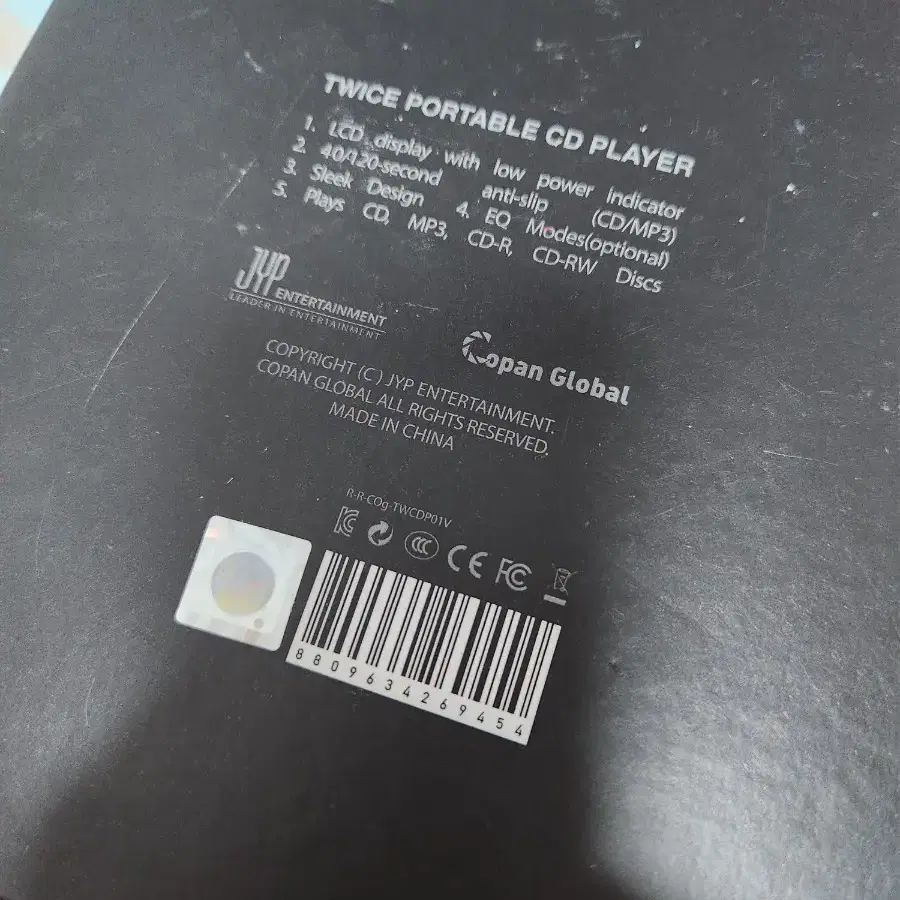 TWICE PORTABLE CD PLAYER
1. LCD display with low power indicator
2. 40/120-second anti-slip (CD/MP3)
3. Sleek Design 4. EQ Modes(optional)
5. Plays CD, MP3, CD-R, CD-RW Discs
JYP ENTERTAINMENT
LEADER IN ENTERTAINMENT
Copan Global
COPYRIGHT (C) JYP ENTERTAINMENT.
COPAN GLOBAL ALL RIGHTS RESERVED.
MADE IN CHINA
R-R-COg-TWCDP01V
KC CCC CE FC
8809634269454